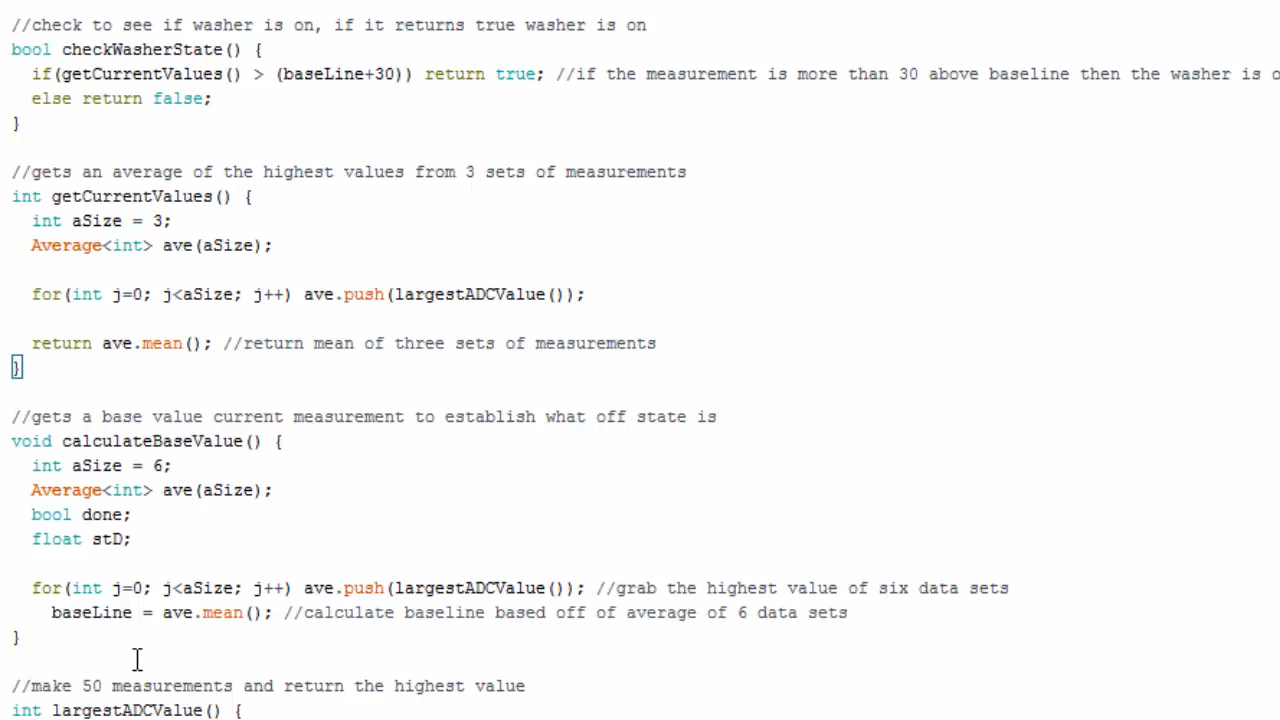 //check to see if washer is on, if it returns true washer is on
bool checkWasherState() {
if(getCurrentValues() > (baseLine+30)) return true; //if the measurement is more than 30 above baseline then the washer is
else return false;
}
//gets an average of the highest values from 3 sets of measurements
int getCurrentValues() {
int aSize = 3;
Average<int> ave(aSize);
for(int j=0; j<aSize; j++) ave.push(largestADCValue());
return ave.mean(); //return mean of three sets of measurements
}
//gets a base value current measurement to establish what off state is
void calculateBaseValue() {
int aSize = 6;
Average<int> ave(aSize);
bool done;
float stD;
for(int j=0; j<aSize; j++) ave.push(largestADCValue()); //grab the highest value of six data sets
baseLine = ave.mean(); //calculate baseline based off of average of 6 data sets
}
//make 50 measurements and return the highest value
int largestADCValue() {